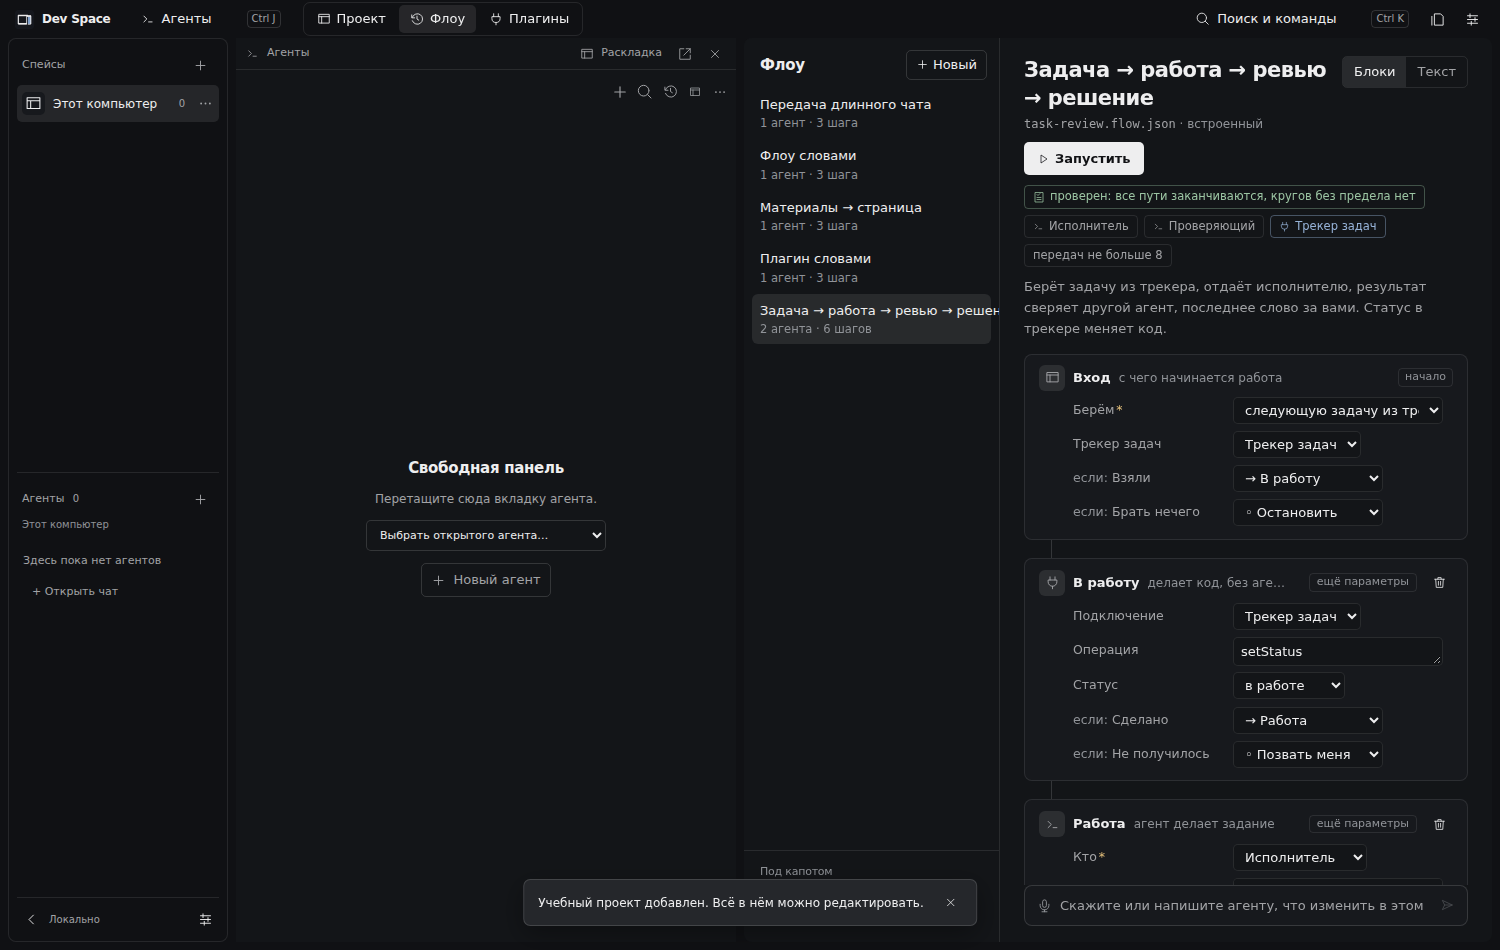 Dev Space
Агенты
Ctrl J
Проект
Флоу
Плагины
Поиск и команды
Ctrl K
Спейсы
Этот компьютер
0
Агенты 0
Этот компьютер
Здесь пока нет агентов
+ Открыть чат
Локально
Агенты
Раскладка
Свободная панель
Перетащите сюда вкладку агента.
Выбрать открытого агента...
Новый агент
Флоу
Новый
Передача длинного чата
1 агент · 3 шага
Флоу словами
1 агент · 3 шага
Материалы → страница
1 агент · 3 шага
Плагин словами
1 агент · 3 шага
Задача → работа → ревью → решен
2 агента · 6 шагов
Под капотом
Задача → работа → ревью
→ решение
Блоки
Текст
task-review.flow.json · встроенный
Запустить
проверен: все пути заканчиваются, кругов без предела нет
Исполнитель
Проверяющий
Трекер задач
передач не больше 8
Берёт задачу из трекера, отдаёт исполнителю, результат
сверяет другой агент, последнее слово за вами. Статус в
трекере меняет код.
Вход с чего начинается работа
начало
Берём*
следующую задачу из тр
Трекер задач
Трекер задач
если: Взяли
→ В работу
если: Брать нечего
◦ Остановить
В работу делает код, без аге...
ещё параметры
Подключение
Трекер задач
Операция
setStatus
Статус
в работе
если: Сделано
→ Работа
если: Не получилось
◦ Позвать меня
Работа агент делает задание
ещё параметры
Кто*
Исполнитель
Скажите или напишите агенту, что изменить в этом
Учебный проект добавлен. Всё в нём можно редактировать.